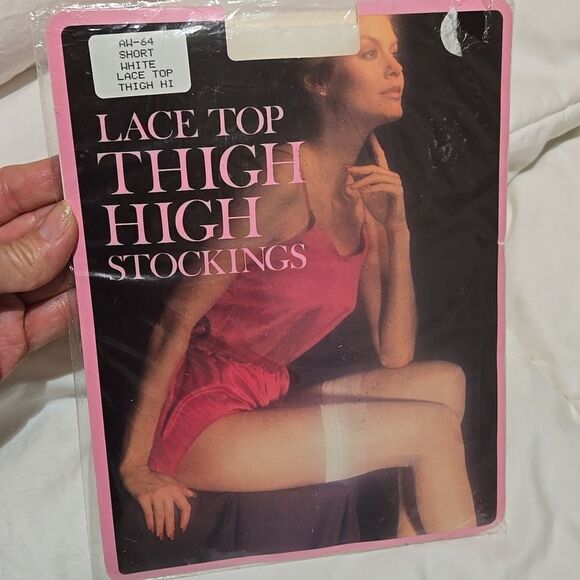 AW-64
SHORT
WHITE
LACE TOP
THIGH HI
LACE TOP
THIGH
HIGH
STOCKINGS